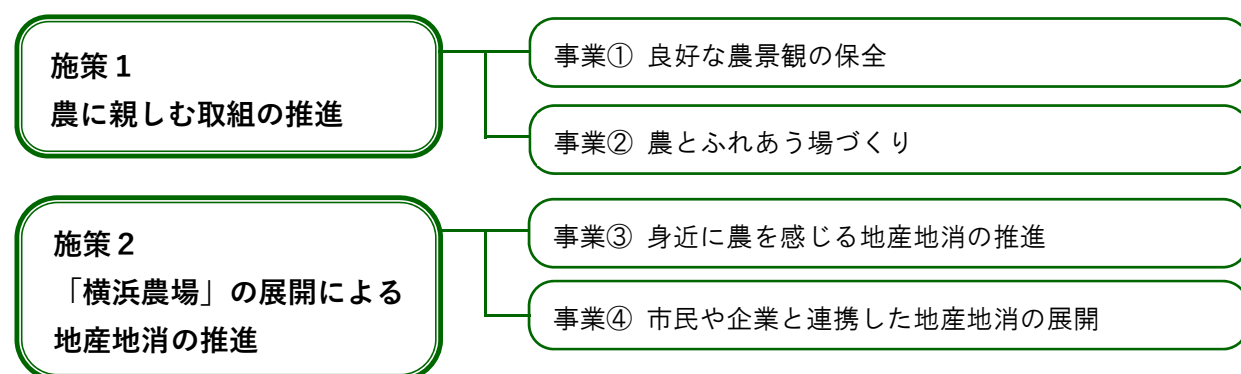 施策1
農に親しむ取組の推進
事業① 良好な農景観の保全
事業② 農とふれあう場づくり
施策2
「横浜農場」の展開による
地産地消の推進
事業③ 身近に農を感じる地産地消の推進
事業④ 市民や企業と連携した地産地消の展開